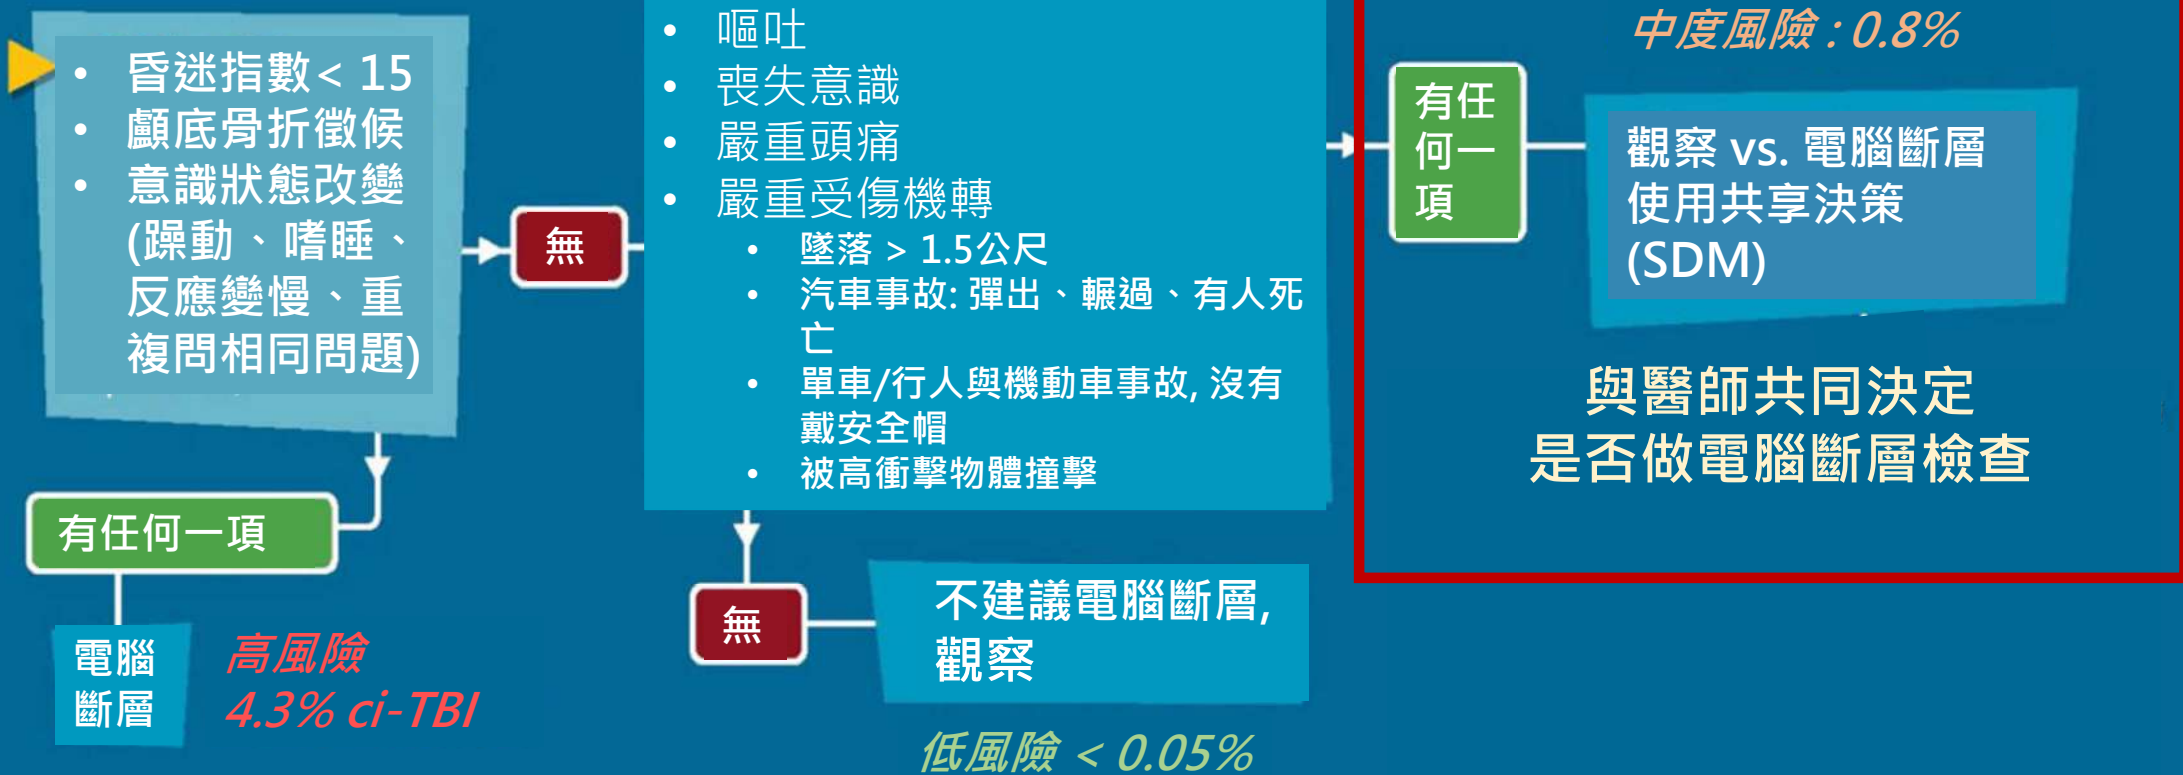 昏迷指數< 15
顱底骨折徵候
意識狀態改變
(躁動、嗜睡、
反應變慢、重
複問相同問題)
有任何一項
電腦
斷層
高風險
4.3% ci-TBI
無
嘔吐
喪失意識
嚴重頭痛
嚴重受傷機轉
墜落 > 1.5公尺
汽車事故: 彈出、輾過、有人死
亡
單車/行人與機動車事故, 沒有
戴安全帽
被高衝擊物體撞擊
無
不建議電腦斷層,
觀察
低風險 < 0.05%
中度風險 : 0.8%
有任
何一
項
觀察 vs. 電腦斷層
使用共享決策
(SDM)
與醫師共同決定
是否做電腦斷層檢查